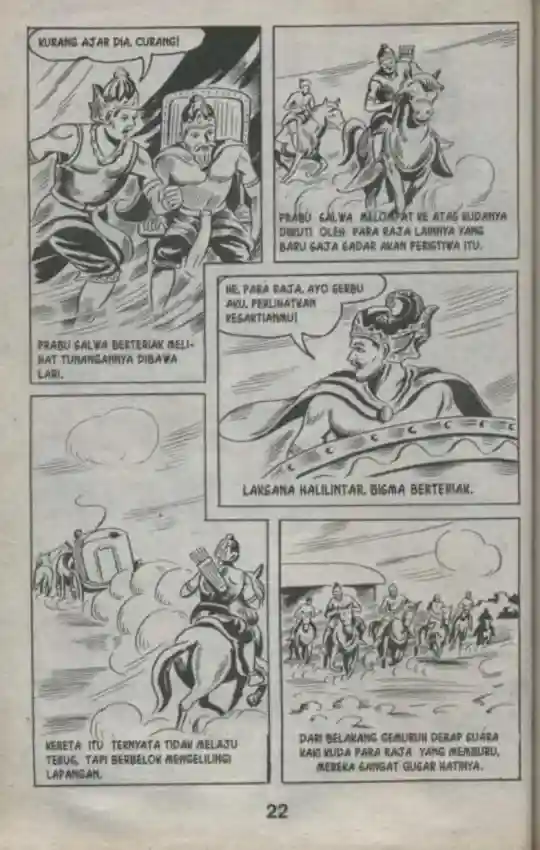 KURANG AJAR DIA, CURANG!
PRABU SALWA BERTERIAK MELI-
HAT TUNANGANNYA DIBAWA
LARI.
PRABU SALWA MELOMPAT KE ATAS KUDANYA
DIIKUTI OLEH PARA RAJA LAINNYA YANG
BARU SAJA SADAR AKAN PERISTIWA ITU.
HE, PARA RAJA, AYO SERBU
AKU. PERLIHATKAN
KESAKTIANMU!
LAKSANA HALILINTAR, BISMA BERTERIAK.
KERETA ITU TERNYATA TIDAK MELAJU
TERUS, TAPI BERBELOK MENGELILINGI
LAPANGAN.
DARI BELAKANG GEMURUH DERAP SUARA
KAKI KUDA PARA RAJA YANG MEMBURU,
MEREKA SANGAT GUSAR HATINYA.
22